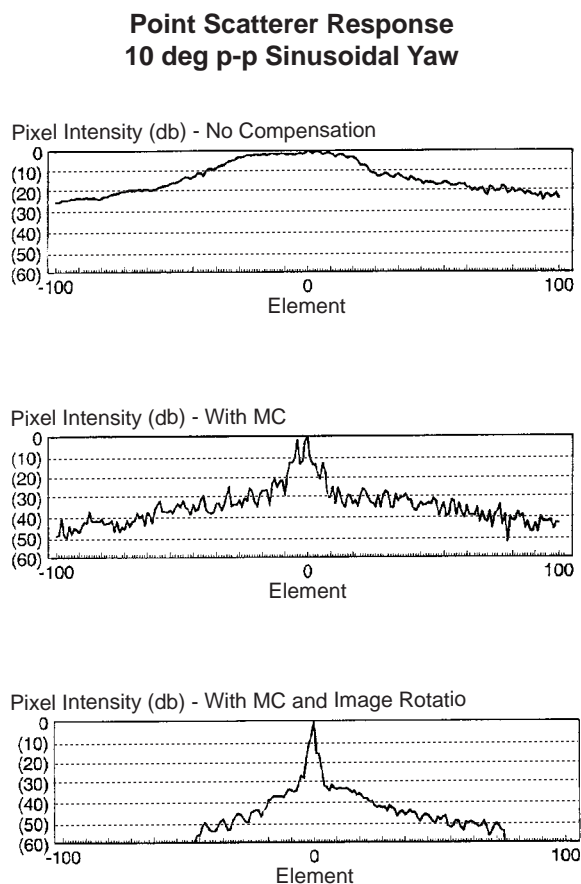 Point Scatterer Response
10 deg p-p Sinusoidal Yaw
Pixel Intensity (db) - No Compensation
0
(10)
(20)
(30)
(40)
(50)
(60)
-100 0 100
Element
Pixel Intensity (db) - With MC
0
(10)
(20)
(30)
(40)
(50)
(60)
-100 0 100
Element
Pixel Intensity (db) - With MC and Image Rotatio
0
(10)
(20)
(30)
(40)
(50)
(60)
-100 0 100
Element